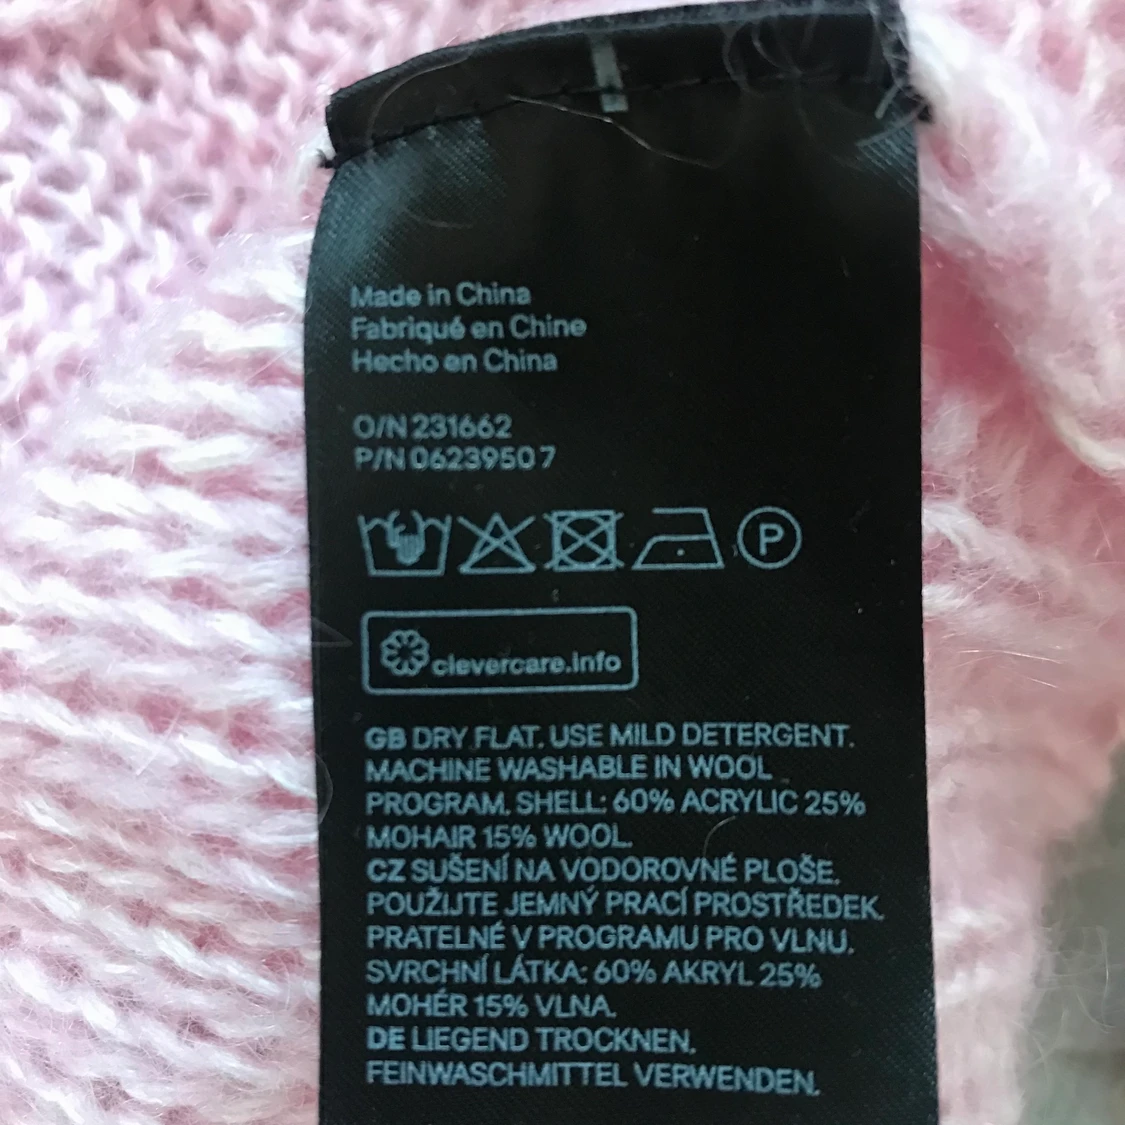 Made in China
Fabriqué en Chine
Hecho en China
O/N 231662
P/N 0623950 7
P
clevercare.info
GB DRY FLAT. USE MILD DETERGENT.
MACHINE WASHABLE IN WOOL
PROGRAM. SHELL: 60% ACRYLIC 25%
MOHAIR 15% WOOL.
CZ SUŠENÍ NA VODOROVNÉ PLOŠE.
POUŽIJTE JEMNÝ PRACÍ PROSTŘEDEK.
PRATELNÉ V PROGRAMU PRO VLNU.
SVRCHNÍ LÁTKA: 60% AKRYL 25%
MOHÉR 15% VLNA.
DE LIEGEND TROCKNEN.
FEINWASCHMITTEL VERWENDEN.